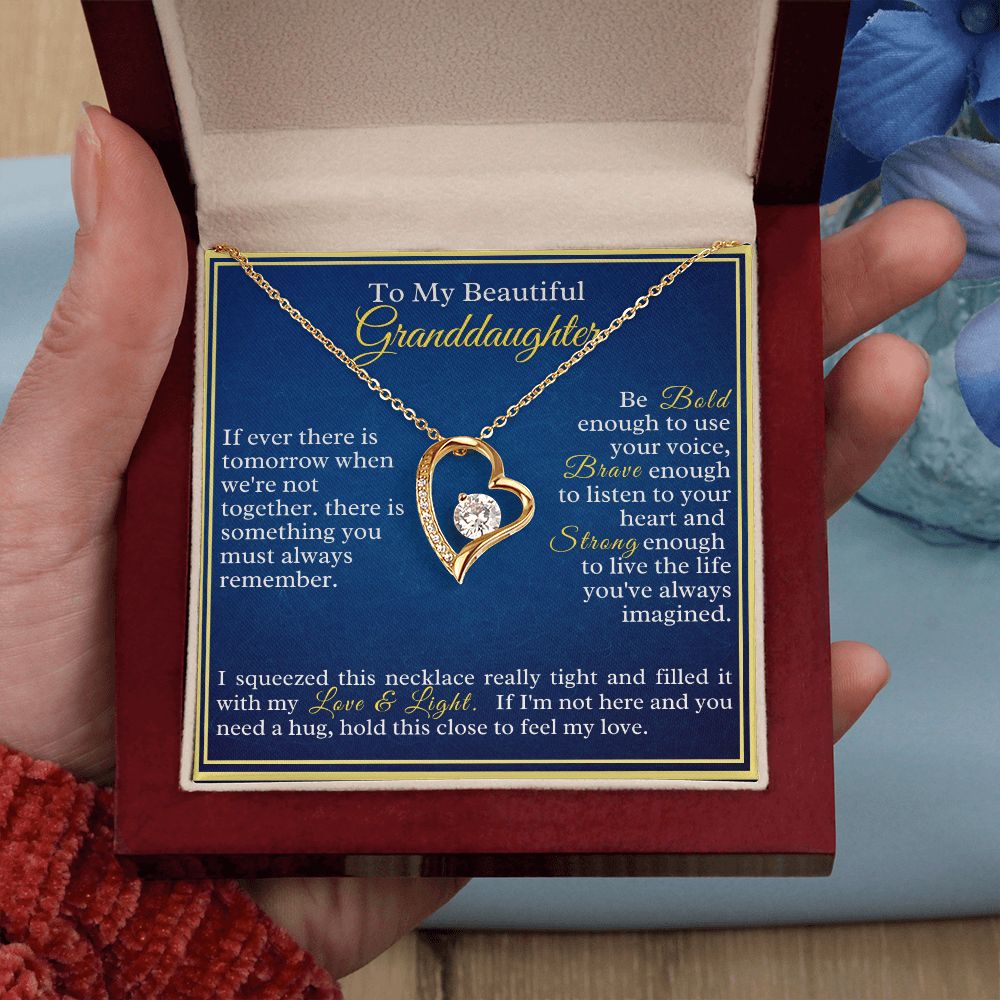 To My Beautiful
Granddaughter
If ever there is
tomorrow when
we're not
together. there is
something you
must always
remember.
Be Bold
enough to use
your voice,
Brave enough
to listen to your
heart and
Strong enough
to live the life
you've always
imagined.
I squeezed this necklace really tight and filled it
with my Love & Light. If I'm not here and you
need a hug, hold this close to feel my love.